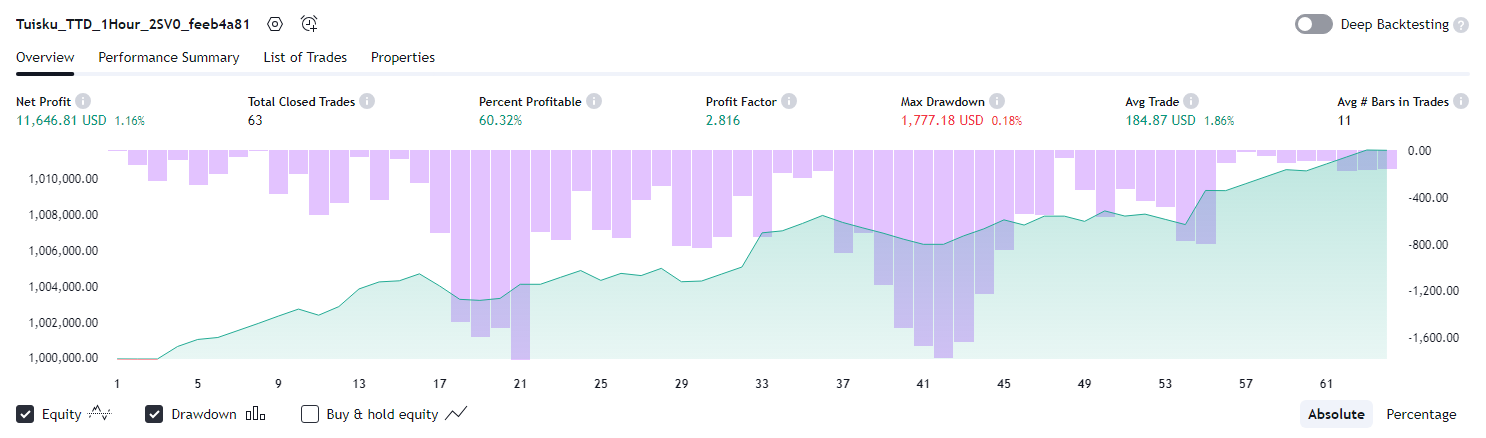 Tuisku_TTD_1Hour_2SV0_feeb4a81 Deep Backtesting ?
Overview Performance Summary List of Trades Properties
Net Profit i Total Closed Trades i Percent Profitable i Profit Factor i Max Drawdown i Avg Trade i Avg # Bars in Trades i
11,646.81 USD 1.16% 63 60.32% 2.816 1,777.18 USD 0.18% 184.87 USD 1.86% 11
0.00
1,010,000.00
-400.00
1,008,000.00
1,006,000.00 -800.00
1,004,000.00 -1,200.00
1,002,000.00
-1,600.00
1,000,000.00
1 5 9 13 17 21 25 29 33 37 41 45 49 53 57 61
Equity Drawdown Buy & hold equity Absolute Percentage